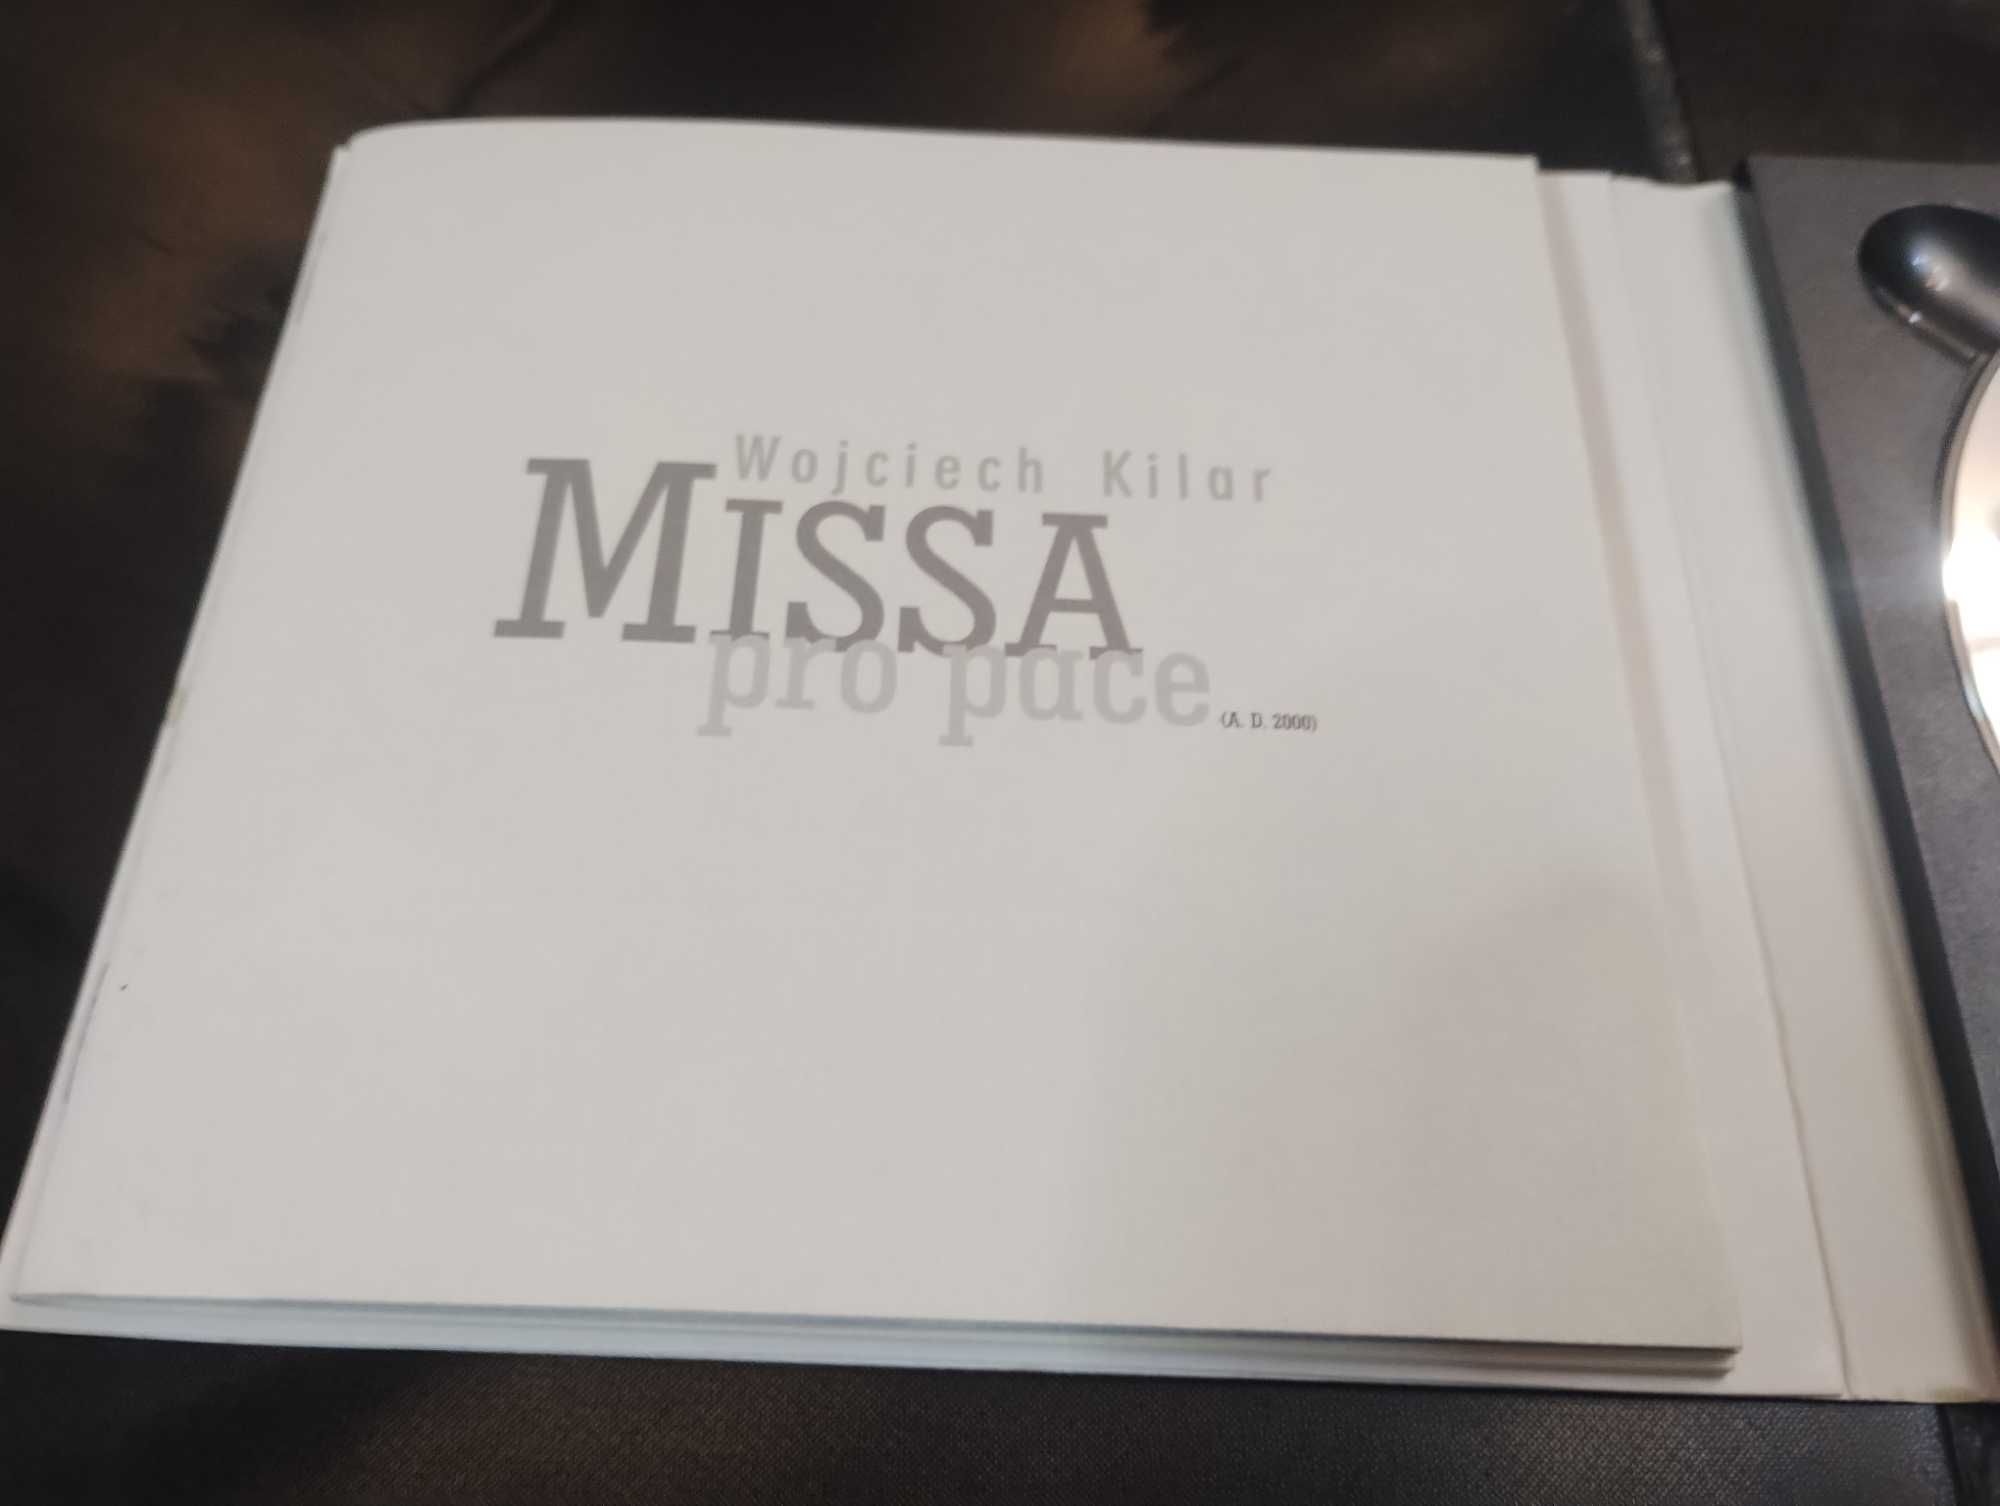 Wojciech Kilar
MISSA
pro pace (A. D. 2000)